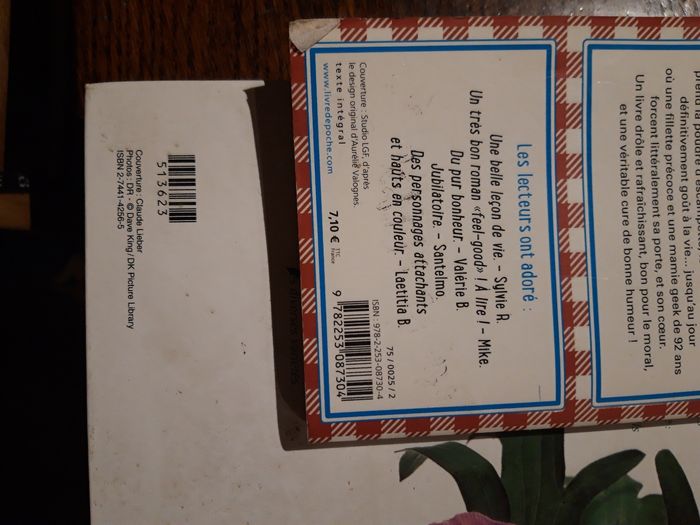 définitivement goût à la vie... jusqu'au jour
où une fillette précoce et une mamie geek de 92 ans
forcent littéralement sa porte, et son cœur.
Un livre drôle et rafraîchissant, bon pour le moral,
et une véritable cure de bonne humeur !
Les lecteurs ont adoré :
Une belle leçon de vie. – Sylvie R.
Un très bon roman «feel-good» ! À lire ! – Mike.
Du pur bonheur. – Valérie B.
Jubilatoire. – Santelmo.
Des personnages attachants
et hauts en couleur. – Laetitia B.
Couverture : Studio LGF, d'après
le design original d'Aurélie Valognes.
texte intégral
www.livredepoche.com
7,10 € TTC
France
75 / 0025 / 2
ISBN : 978-2-253-08730-4
9 782253 087304
513623
Couverture : Claude Lieber
Photos : DR - © Dave King / DK Picture Library
ISBN 2-7441-4256-5